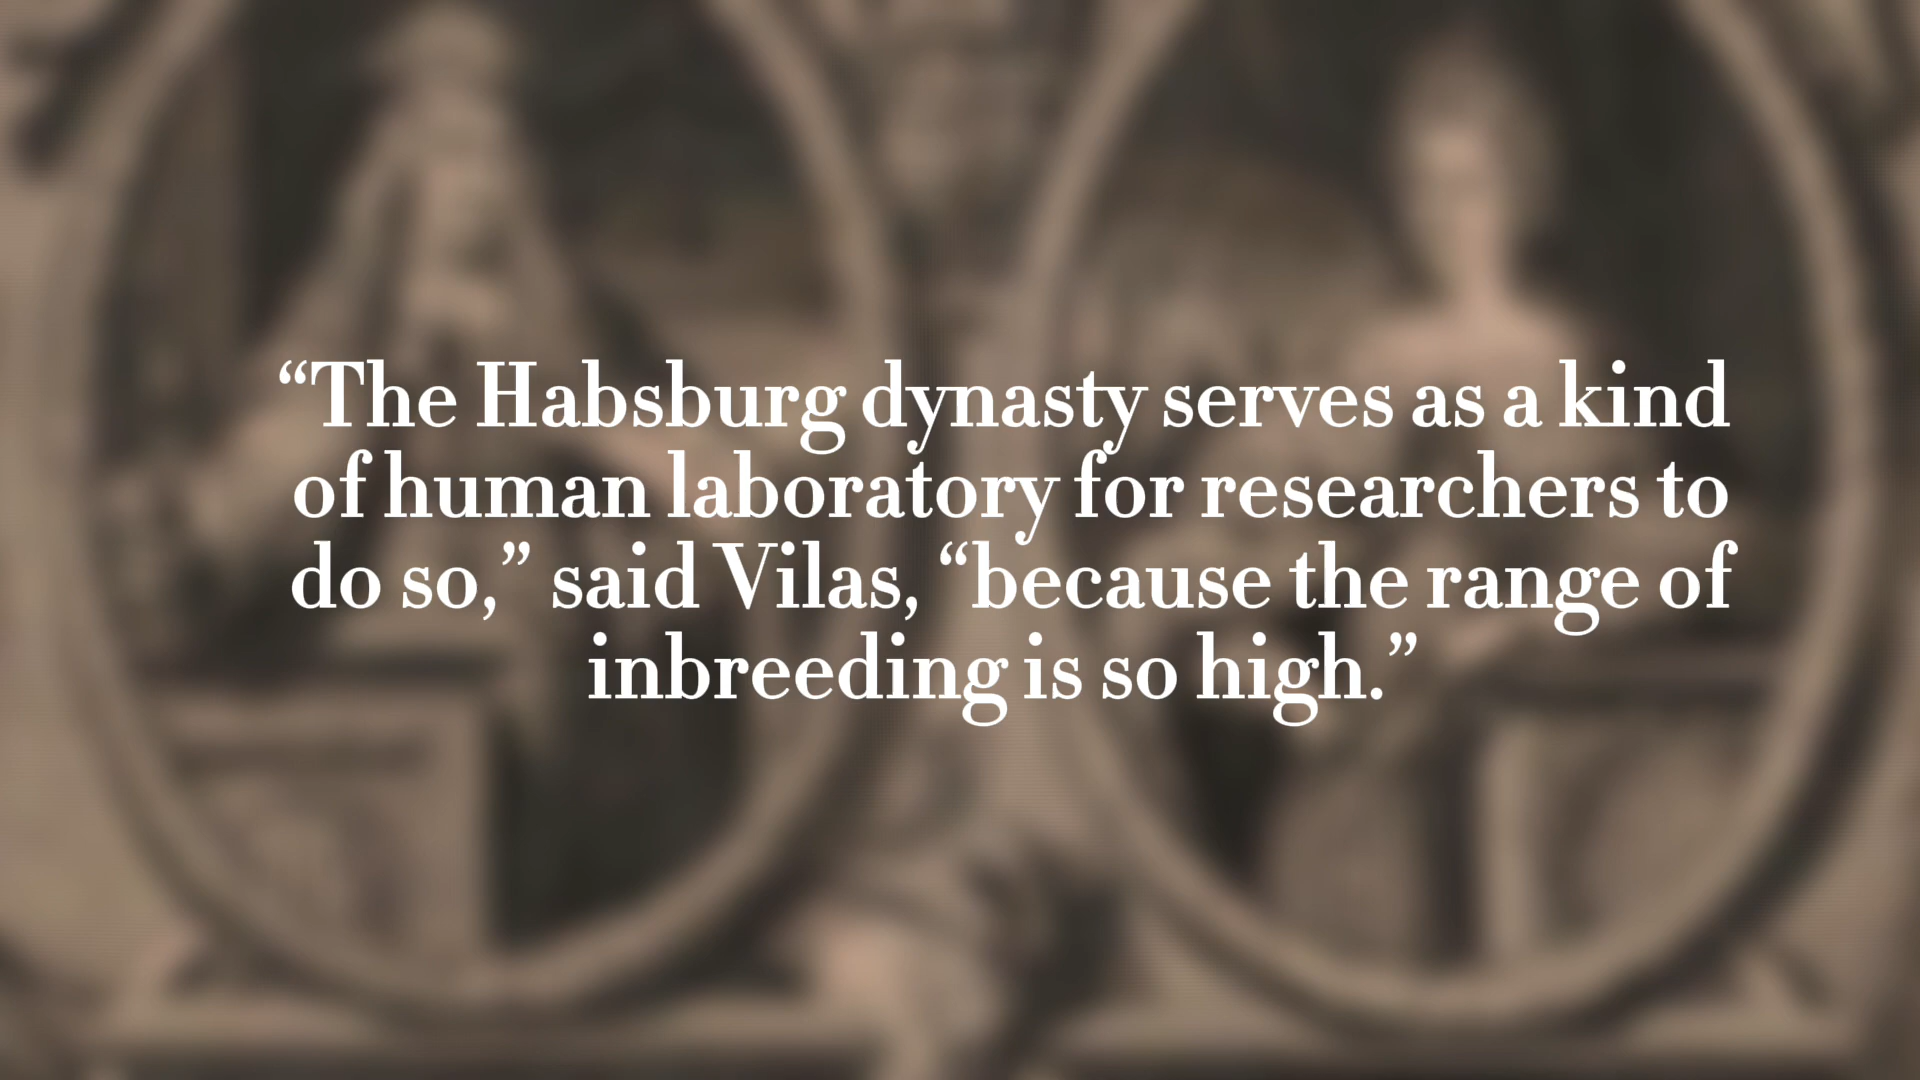 “The Habsburg dynasty serves as a kind
of human laboratory for researchers to
do so,” said Vilas, “because the range of
inbreeding is so high.”